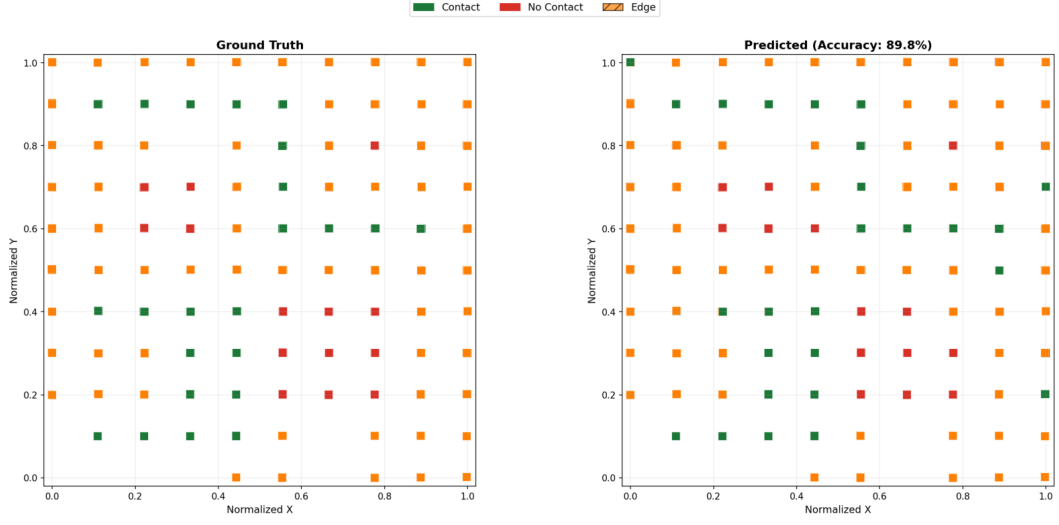 Contact No Contact Edge
Ground Truth
1.0
0.8
0.6
0.4
0.2
0.0
Normalized Y
0.0 0.2 0.4 0.6 0.8 1.0
Normalized X
Predicted (Accuracy: 89.8%)
1.0
0.8
0.6
0.4
0.2
0.0
Normalized Y
0.0 0.2 0.4 0.6 0.8 1.0
Normalized X